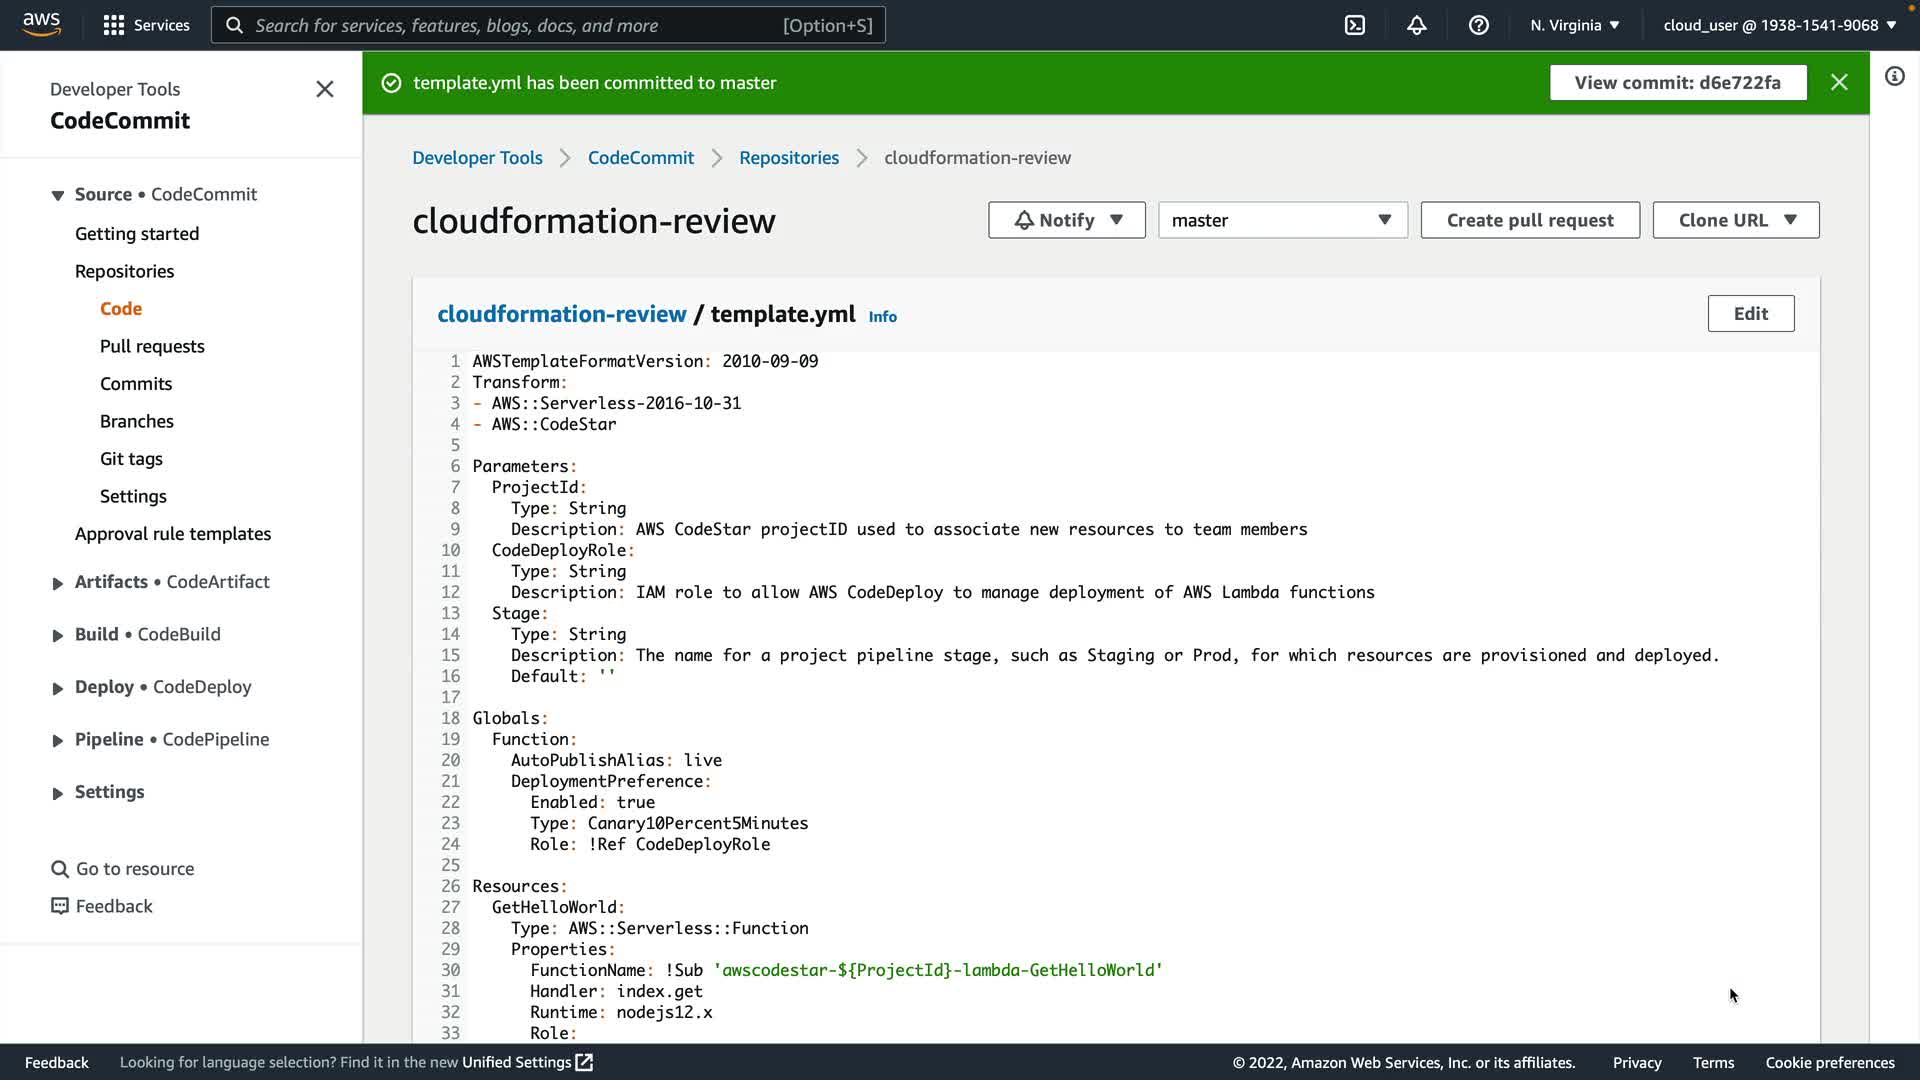 aws
Services
Search for services, features, blogs, docs, and more
[Option+S]
N. Virginia
cloud_user @ 1938-1541-9068
Developer Tools
CodeCommit
Source • CodeCommit
Getting started
Repositories
Code
Pull requests
Commits
Branches
Git tags
Settings
Approval rule templates
Artifacts • CodeArtifact
Build • CodeBuild
Deploy • CodeDeploy
Pipeline • CodePipeline
Settings
Go to resource
Feedback
template.yml has been committed to master
View commit: d6e722fa
Developer Tools
CodeCommit
Repositories
cloudformation-review
cloudformation-review
Notify
master
Create pull request
Clone URL
cloudformation-review / template.yml Info
Edit
1 AWSTemplateFormatVersion: 2010-09-09
2 Transform:
3 - AWS::Serverless-2016-10-31
4 - AWS::CodeStar
5
6 Parameters:
7   ProjectId:
8     Type: String
9     Description: AWS CodeStar projectID used to associate new resources to team members
10   CodeDeployRole:
11     Type: String
12     Description: IAM role to allow AWS CodeDeploy to manage deployment of AWS Lambda functions
13   Stage:
14     Type: String
15     Description: The name for a project pipeline stage, such as Staging or Prod, for which resources are provisioned and deployed.
16     Default: ''
17
18 Globals:
19   Function:
20     AutoPublishAlias: live
21     DeploymentPreference:
22       Enabled: true
23       Type: Canary10Percent5Minutes
24       Role: !Ref CodeDeployRole
25
26 Resources:
27   GetHelloWorld:
28     Type: AWS::Serverless::Function
29     Properties:
30       FunctionName: !Sub 'awscodestar-${ProjectId}-lambda-GetHelloWorld'
31       Handler: index.get
32       Runtime: nodejs12.x
33       Role:
Feedback
Looking for language selection? Find it in the new Unified Settings
© 2022, Amazon Web Services, Inc. or its affiliates.
Privacy
Terms
Cookie preferences